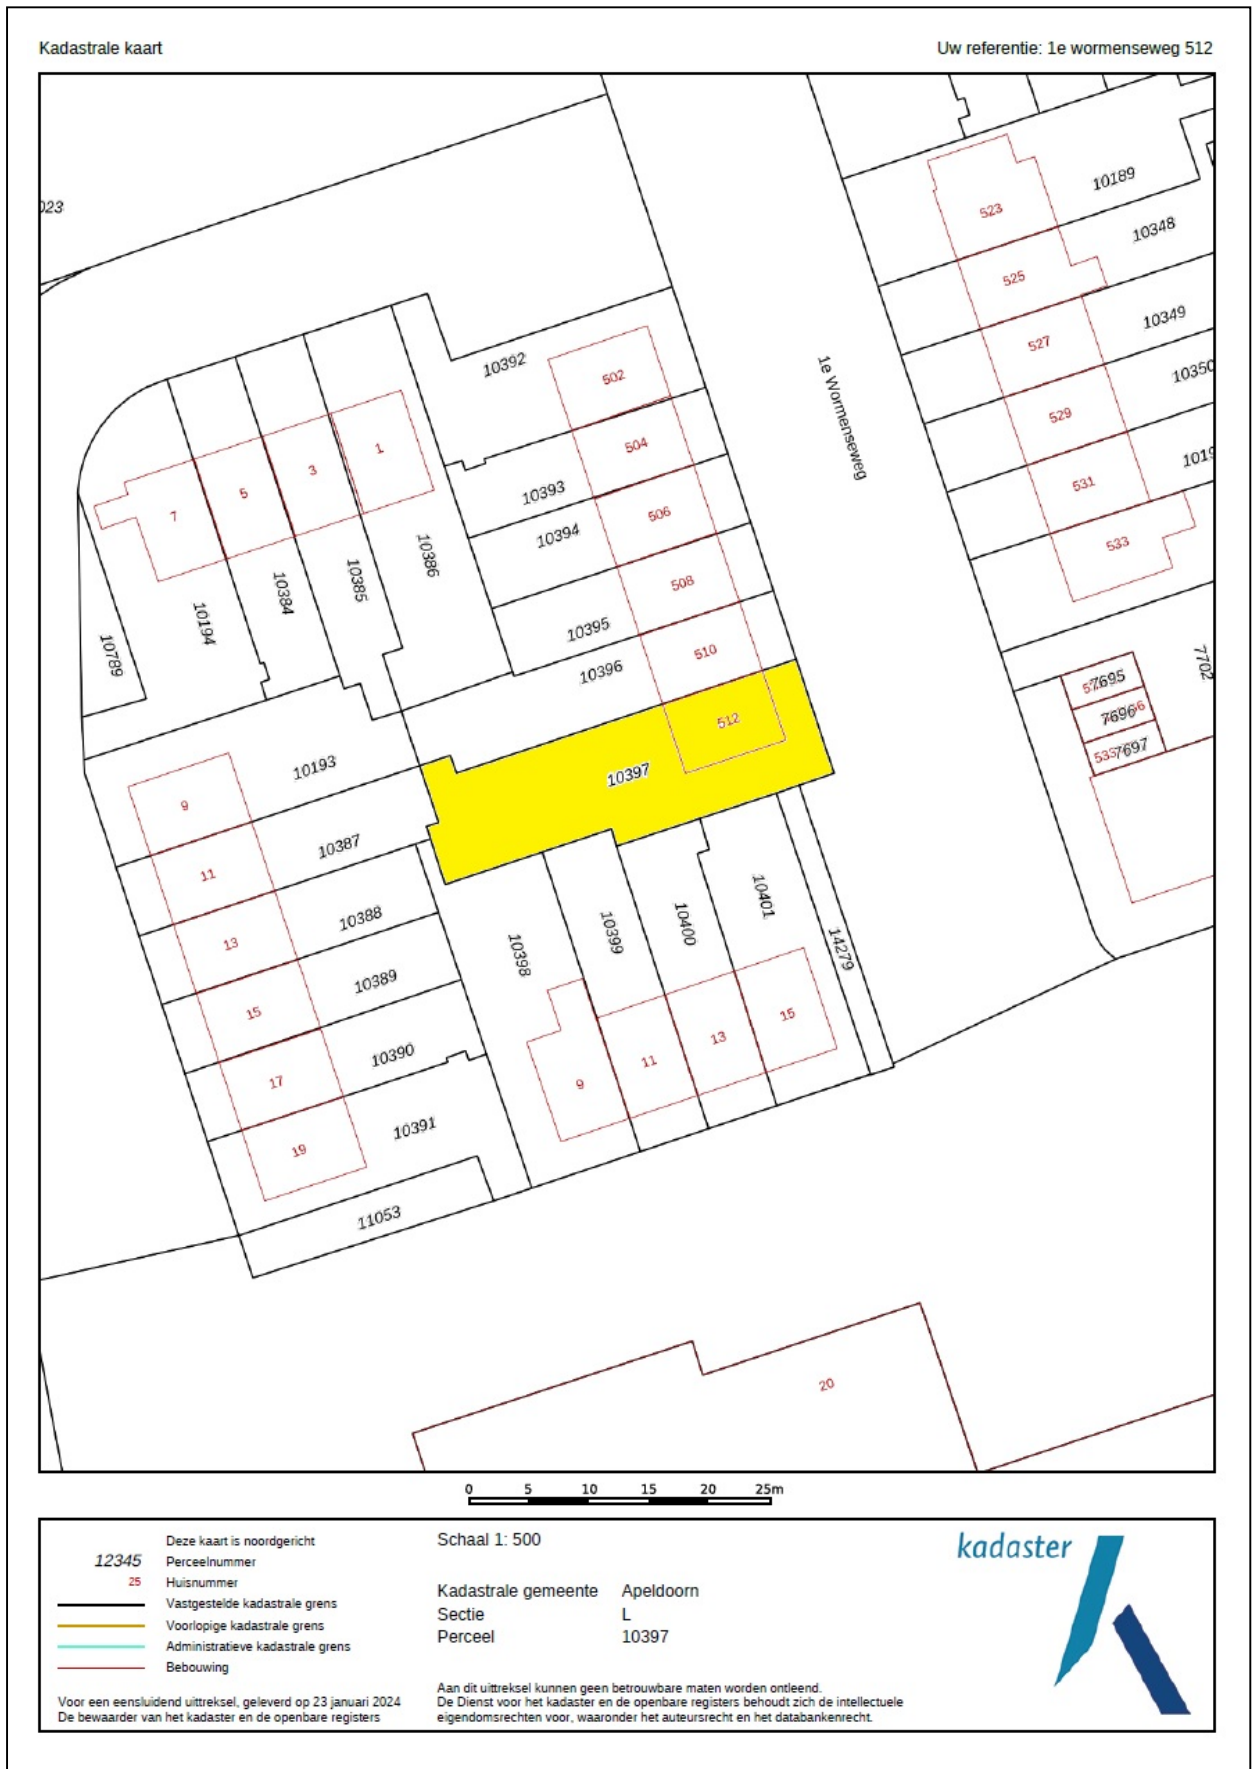 Kadastrale kaart
Uw referentie: 1e wormenseweg 512
023
10189
523
10348
525
10349
527
10350
529
531
533
1e Wormenseweg
10392
502
504
10393
506
10394
508
10395
510
10396
512
10397
1
3
5
7
10386
10385
10384
10194
10789
7702
7695
7696
7697
10193
9
10387
11
10388
13
10389
15
10390
17
10391
19
11053
10398
10399
10400
10401
14279
9
11
13
15
20
0 5 10 15 20 25m
Deze kaart is noordgericht
12345 Perceelnummer
25 Huisnummer
Vastgestelde kadastrale grens
Voorlopige kadastrale grens
Administratieve kadastrale grens
Bebouwing
Voor een eensluidend uittreksel, geleverd op 23 januari 2024
De bewaarder van het kadaster en de openbare registers
Schaal 1: 500
Kadastrale gemeente Apeldoorn
Sectie L
Perceel 10397
Aan dit uittreksel kunnen geen betrouwbare maten worden ontleend.
De Dienst voor het kadaster en de openbare registers behoudt zich de intellectuele
eigendomsrechten voor, waaronder het auteursrecht en het databankenrecht.
kadaster